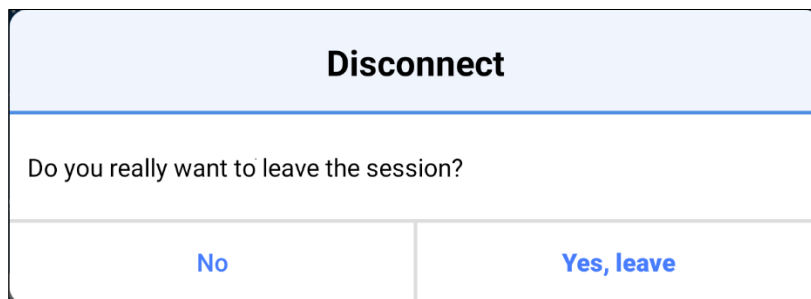 Disconnect
Do you really want to leave the session?
No
Yes, leave